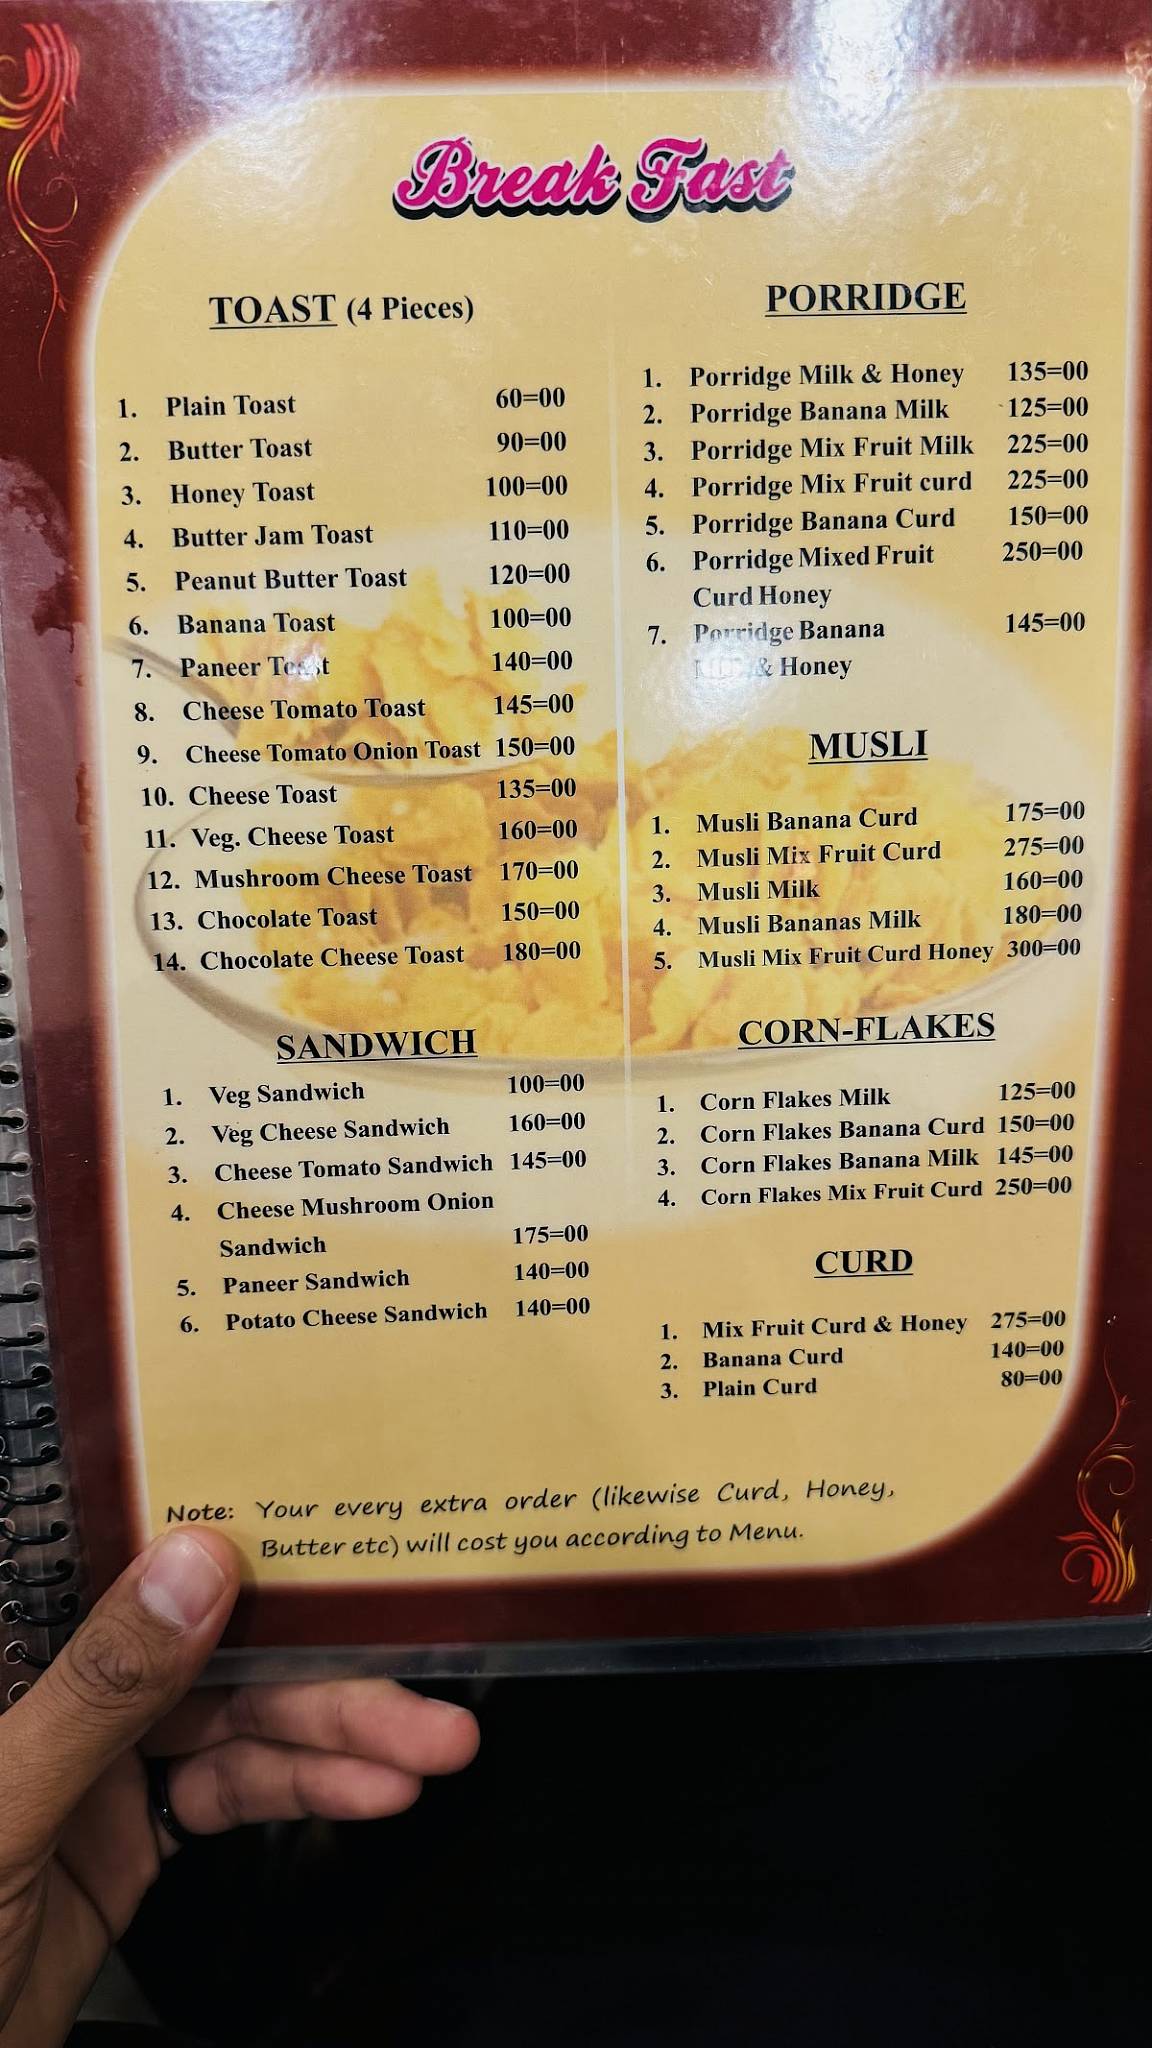 Break Fast
TOAST (4 Pieces)
1. Plain Toast 60=00
2. Butter Toast 90=00
3. Honey Toast 100=00
4. Butter Jam Toast 110=00
5. Peanut Butter Toast 120=00
6. Banana Toast 100=00
7. Paneer Toast 140=00
8. Cheese Tomato Toast 145=00
9. Cheese Tomato Onion Toast 150=00
10. Cheese Toast 135=00
11. Veg. Cheese Toast 160=00
12. Mushroom Cheese Toast 170=00
13. Chocolate Toast 150=00
14. Chocolate Cheese Toast 180=00
SANDWICH
1. Veg Sandwich 100=00
2. Veg Cheese Sandwich 160=00
3. Cheese Tomato Sandwich 145=00
4. Cheese Mushroom Onion
Sandwich 175=00
5. Paneer Sandwich 140=00
6. Potato Cheese Sandwich 140=00
PORRIDGE
1. Porridge Milk & Honey 135=00
2. Porridge Banana Milk 125=00
3. Porridge Mix Fruit Milk 225=00
4. Porridge Mix Fruit curd 225=00
5. Porridge Banana Curd 150=00
6. Porridge Mixed Fruit 250=00
Curd Honey
7. Porridge Banana 145=00
& Honey
MUSLI
1. Musli Banana Curd 175=00
2. Musli Mix Fruit Curd 275=00
3. Musli Milk 160=00
4. Musli Bananas Milk 180=00
5. Musli Mix Fruit Curd Honey 300=00
CORN-FLAKES
1. Corn Flakes Milk 125=00
2. Corn Flakes Banana Curd 150=00
3. Corn Flakes Banana Milk 145=00
4. Corn Flakes Mix Fruit Curd 250=00
CURD
1. Mix Fruit Curd & Honey 275=00
2. Banana Curd 140=00
3. Plain Curd 80=00
Note: Your every extra order (likewise Curd, Honey,
Butter etc) will cost you according to Menu.